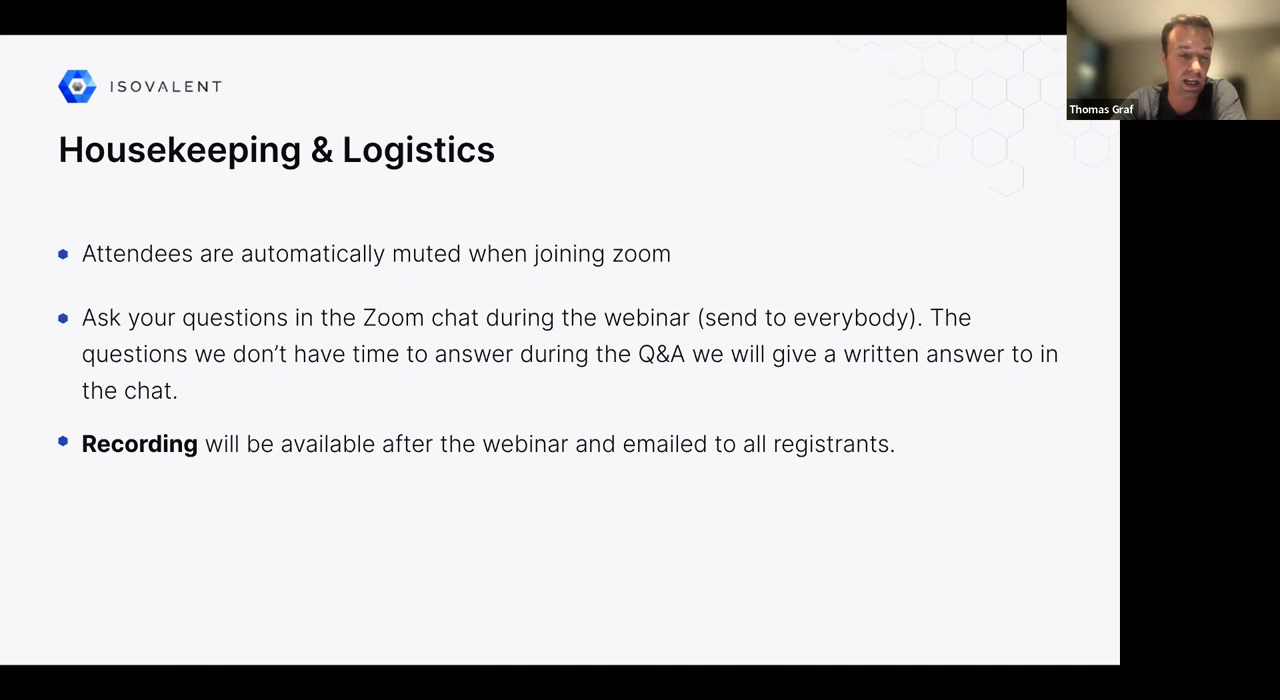 ISOVALENT
Thomas Graf
Housekeeping & Logistics
Attendees are automatically muted when joining zoom
Ask your questions in the Zoom chat during the webinar (send to everybody). The
questions we don’t have time to answer during the Q&A we will give a written answer to in
the chat.
Recording will be available after the webinar and emailed to all registrants.